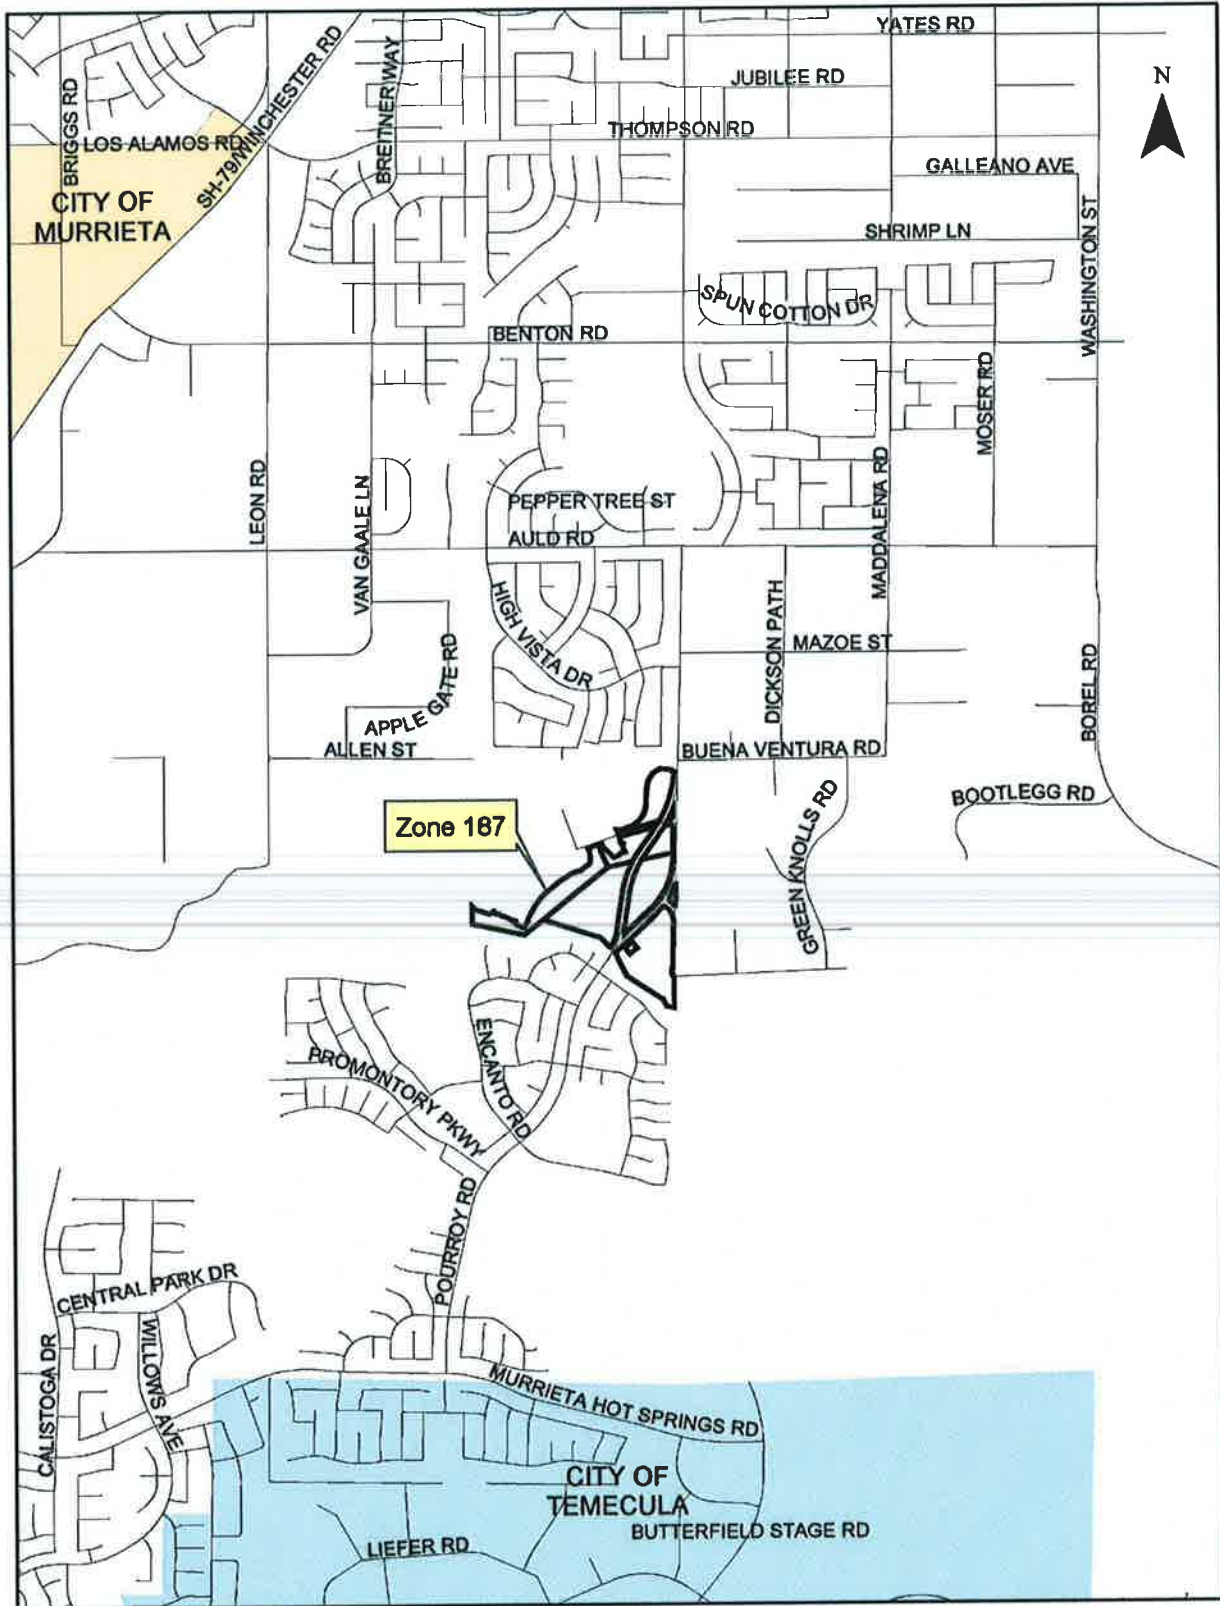 YATES RD
JUBILEE RD
N
THOMPSON RD
BRIGGS RD
LOS ALAMOS RD
SH-79/WINCHESTER RD
BREITNER WAY
GALLEANO AVE
CITY OF
MURRIETA
SHRIMP LN
WASHINGTON ST
SPUN COTTON DR
BENTON RD
MOSER RD
LEON RD
VAN GAALE LN
PEPPER TREE ST
MADDALENA RD
AULD RD
HIGH VISTA DR
DICKSON PATH
MAZOE ST
BOREL RD
APPLE GATE RD
ALLEN ST
BUENA VENTURA RD
BOOTLEGG RD
GREEN KNOLLS RD
Zone 187
ENCANTO RD
PROMONTORY PKWY
POURROY RD
CENTRAL PARK DR
WILLOWS AVE
CALISTOGA DR
MURRIETA HOT SPRINGS RD
CITY OF
TEMECULA
BUTTERFIELD STAGE RD
LIEFER RD